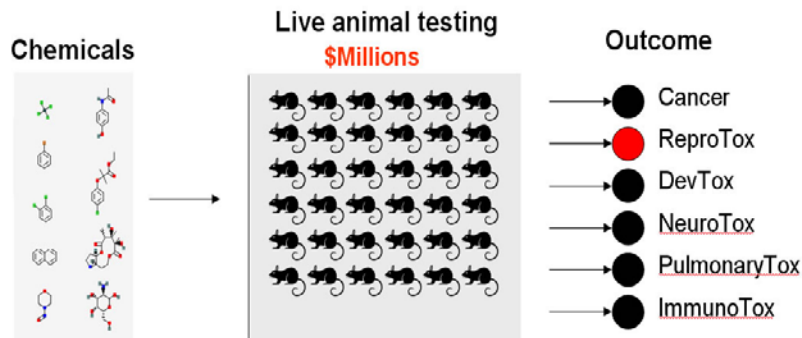 Chemicals
Live animal testing
$Millions
Outcome
Cancer
ReproTox
DevTox
NeuroTox
PulmonaryTox
ImmunoTox